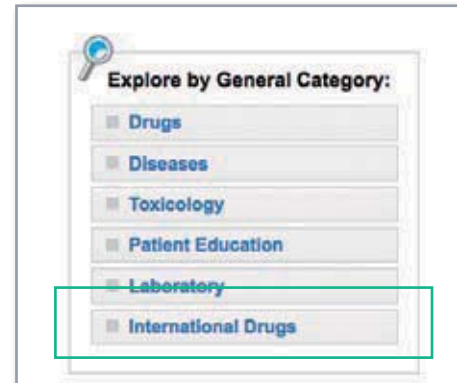 Explore by General Category:
Drugs
Diseases
Toxicology
Patient Education
Laboratory
International Drugs